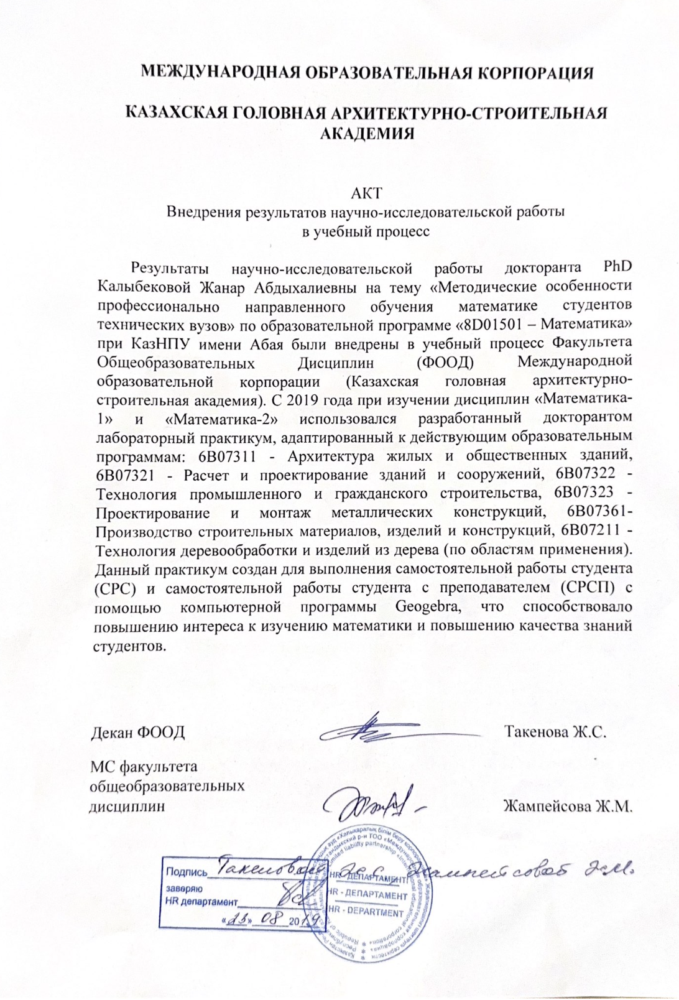 МЕЖДУНАРОДНАЯ ОБРАЗОВАТЕЛЬНАЯ КОРПОРАЦИЯ
КАЗАХСКАЯ ГОЛОВНАЯ АРХИТЕКТУРНО-СТРОИТЕЛЬНАЯ
АКАДЕМИЯ
АКТ
Внедрения результатов научно-исследовательской работы
в учебный процесс
Результаты научно-исследовательской работы докторанта PhD
Калыбековой Жанар Абдыхалиевны на тему «Методические особенности
профессионально направленного обучения математике студентов
технических вузов» по образовательной программе «8D01501 – Математика»
при КазНПУ имени Абая были внедрены в учебный процесс Факультета
Общеобразовательных Дисциплин (ФООД) Международной
образовательной корпорации (Казахская головная архитектурно-
строительная академия). С 2019 года при изучении дисциплин «Математика-
1» и «Математика-2» использовался разработанный докторантом
лабораторный практикум, адаптированный к действующим образовательным
программам: 6В07311 - Архитектура жилых и общественных зданий,
6В07321 - Расчет и проектирование зданий и сооружений, 6В07322 -
Технология промышленного и гражданского строительства, 6В07323 -
Проектирование и монтаж металлических конструкций, 6В07361-
Производство строительных материалов, изделий и конструкций, 6В07211 -
Технология деревообработки и изделий из дерева (по областям применения).
Данный практикум создан для выполнения самостоятельной работы студента
(СРС) и самостоятельной работы студента с преподавателем (СРСП) с
помощью компьютерной программы Geogebra, что способствовало
повышению интереса к изучению математики и повышению качества знаний
студентов.
Декан ФООД Такенова Ж.С.
МС факультета
общеобразовательных
дисциплин Жампейсова Ж.М.
Подпись Такеновой Ж.С., Жампейсовой Ж.М.
заверяю
HR департамент
«23» 08 2019
HR - ДЕПАРТАМЕНТІ
HR - ДЕПАРТАМЕНТ
HR - DEPARTMENT